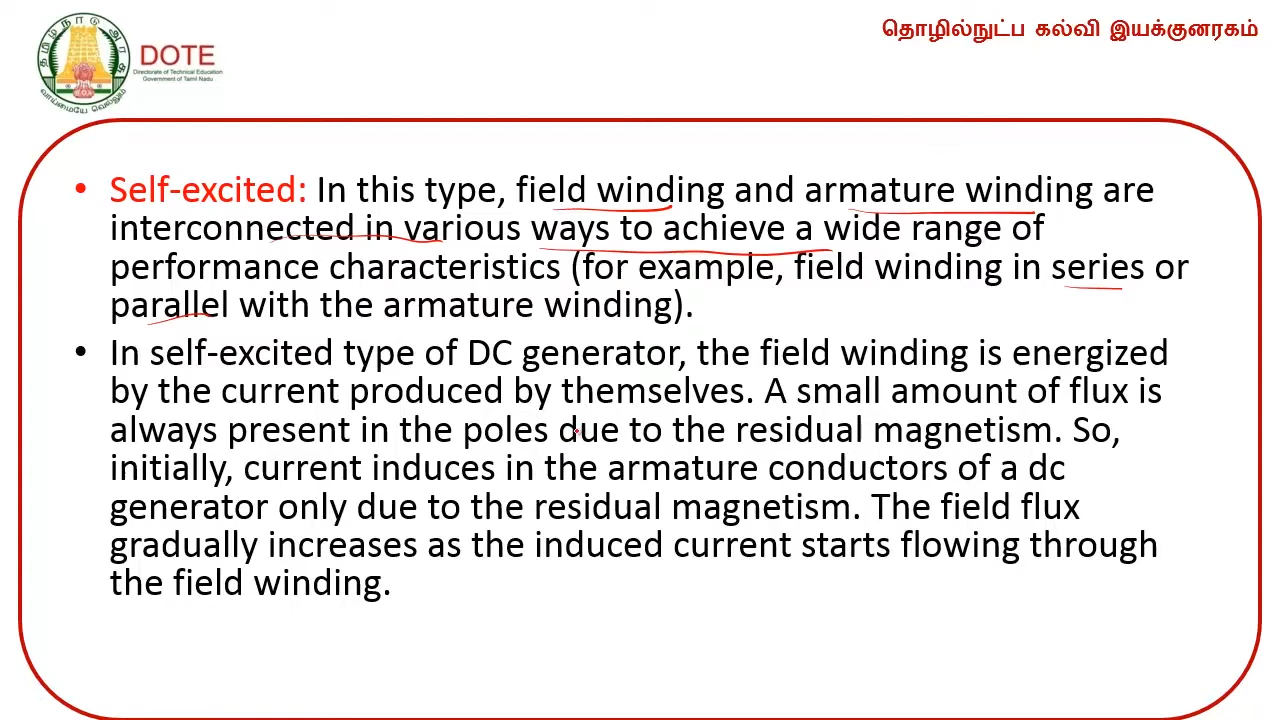 தொழில்நுட்ப கல்வி இயக்குனரகம்
DOTE
Directorate of Technical Education
Government of Tamil Nadu
வாய்மையே வெல்லும்
• Self-excited: In this type, field winding and armature winding are
interconnected in various ways to achieve a wide range of
performance characteristics (for example, field winding in series or
parallel with the armature winding).
• In self-excited type of DC generator, the field winding is energized
by the current produced by themselves. A small amount of flux is
always present in the poles due to the residual magnetism. So,
initially, current induces in the armature conductors of a dc
generator only due to the residual magnetism. The field flux
gradually increases as the induced current starts flowing through
the field winding.